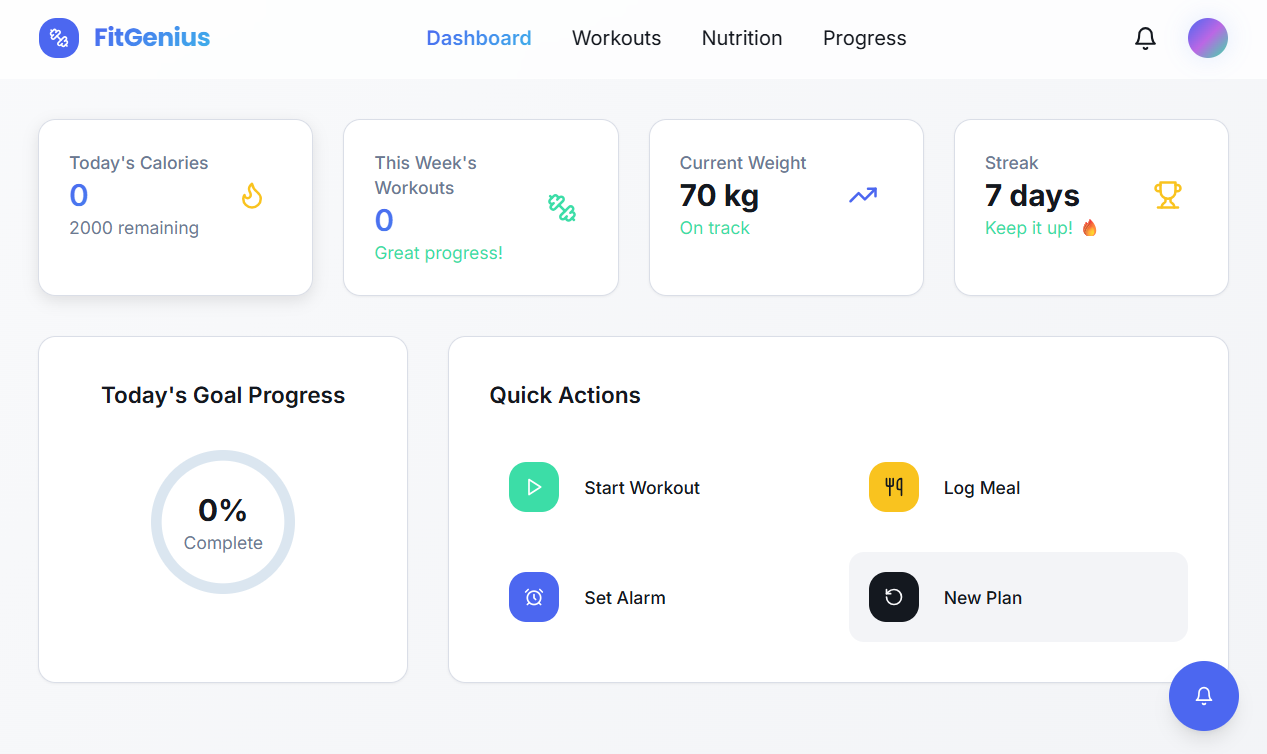 FitGenius
Dashboard
Workouts
Nutrition
Progress
Today's Calories
0
2000 remaining
This Week's
Workouts
0
Great progress!
Current Weight
70 kg
On track
Streak
7 days
Keep it up! 🔥
Today's Goal Progress
0%
Complete
Quick Actions
Start Workout
Log Meal
Set Alarm
New Plan